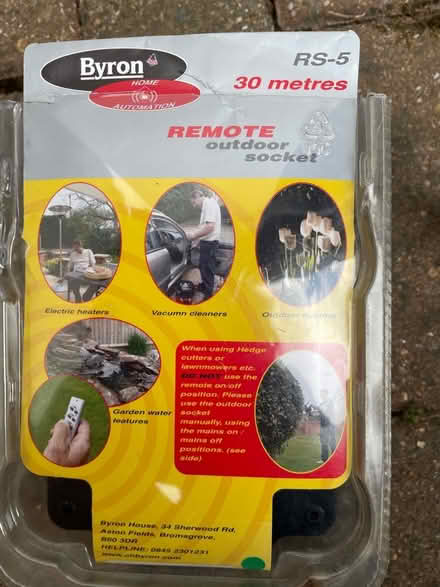 Byron
HOME
AUTOMATION
RS-5
30 metres
REMOTE
outdoor
socket
Electric heaters
Vacumn cleaners
Outdoor
Garden water
features
When using Hedge
cutters or
lawnmowers etc.
DO NOT use the
remote on/off
position. Please
use the outdoor
socket
manually, using
the mains on /
mains off
positions. (see
side)
Byron House, 34 Sherwood Rd,
Aston Fields, Bromsgrove,
B60 3DR
HELPLINE: 0845 2301231
www.chbyron.com